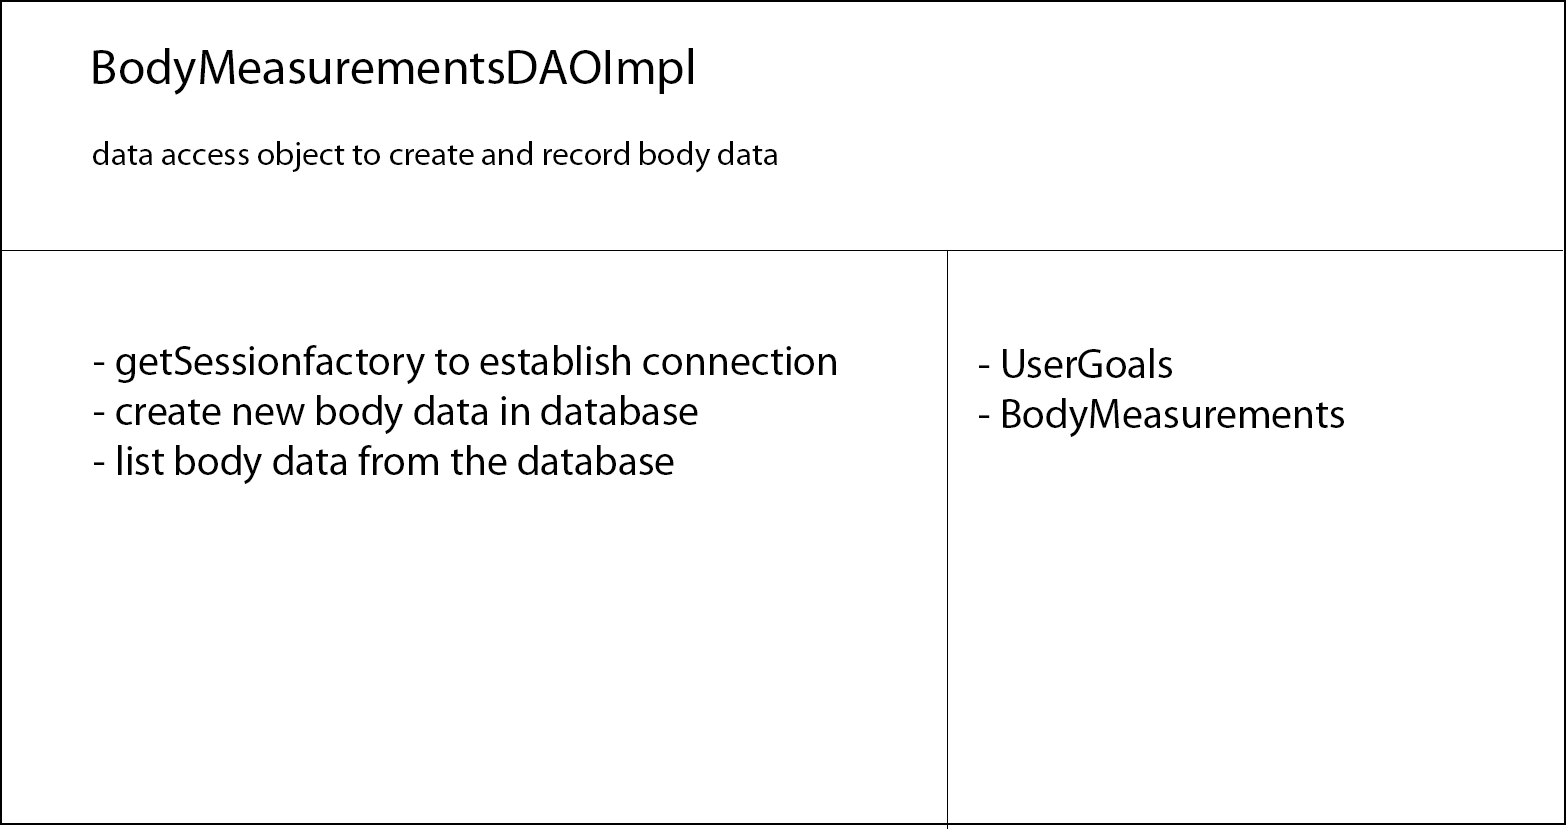 BodyMeasurementsDAOImpl
data access object to create and record body data
- getSessionfactory to establish connection
- create new body data in database
- list body data from the database
- UserGoals
- BodyMeasurements